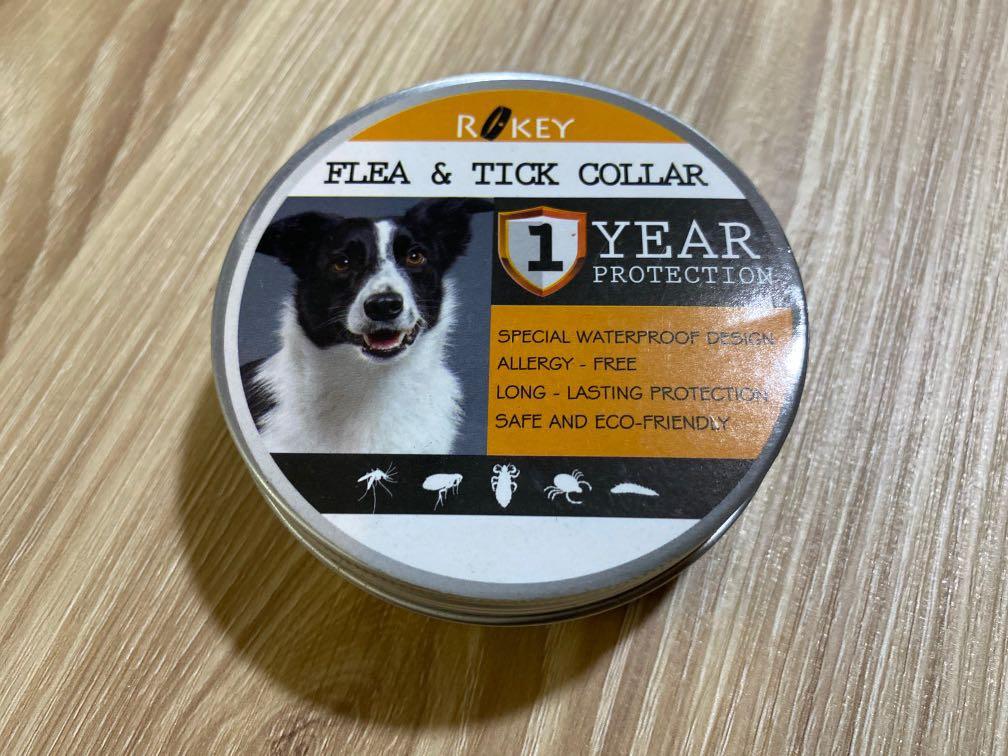 ROKEY
FLEA & TICK COLLAR
1 YEAR
PROTECTION
SPECIAL WATERPROOF DESIGN
ALLERGY - FREE
LONG - LASTING PROTECTION
SAFE AND ECO-FRIENDLY